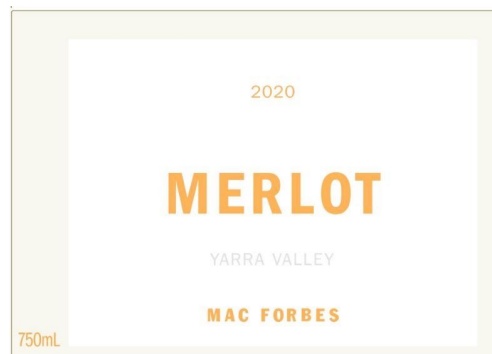 2020
MERLOT
YARRA VALLEY
MAC FORBES
750mL